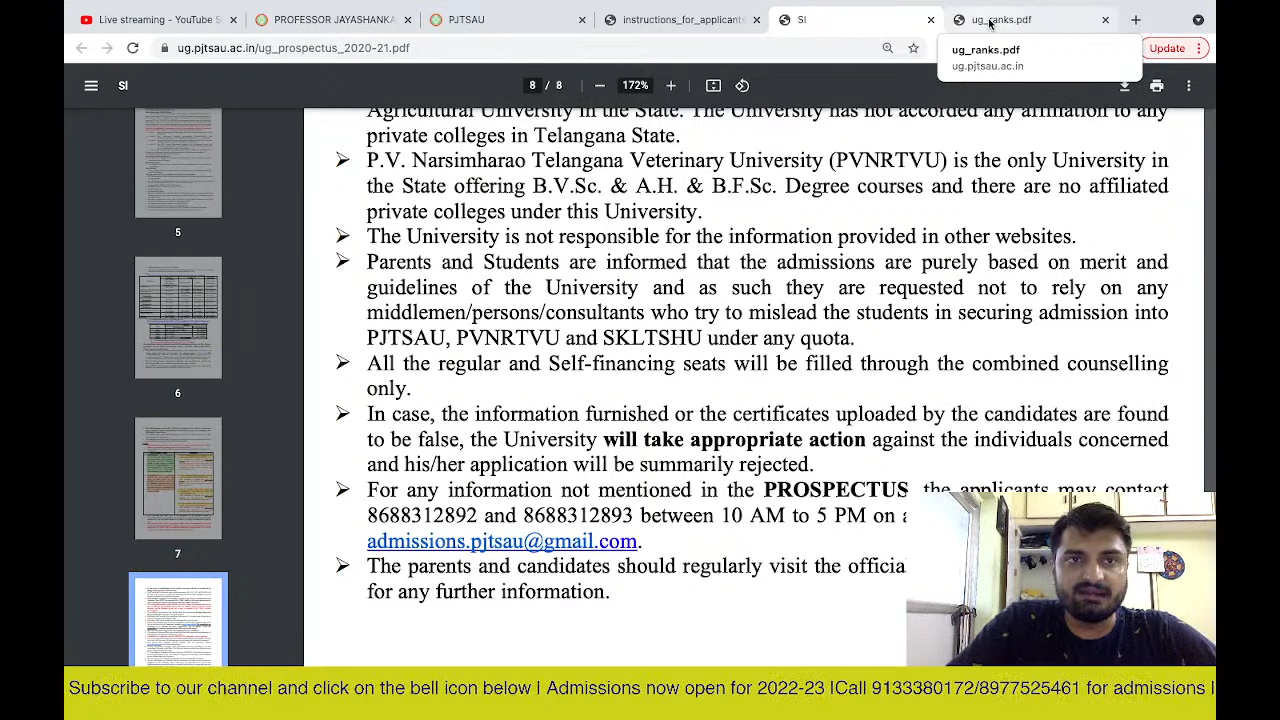 Live streaming - YouTube S
PROFESSOR JAYASHANKA
PJTSAU
instructions_for_applicants
SI
ug_ranks.pdf
ug.pjtsau.ac.in/ug_prospectus_2020-21.pdf
Update
ug_ranks.pdf
ug.pjtsau.ac.in
SI
8 / 8
172%
Agricultural University in the State. The University has not accorded any affiliation to any
private colleges in Telangana State.
➢ P.V. Narsimharao Telangana Veterinary University (PVNRTVU) is the only University in
the State offering B.V.Sc. & A.H. & B.F.Sc. Degree courses and there are no affiliated
private colleges under this University.
➢ The University is not responsible for the information provided in other websites.
➢ Parents and Students are informed that the admissions are purely based on merit and
guidelines of the University and as such they are requested not to rely on any
middlemen/persons/consultants who try to mislead the students in securing admission into
PJTSAU, PVNRTVU and SKLTSHU under any quota.
➢ All the regular and Self-financing seats will be filled through the combined counselling
only.
➢ In case, the information furnished or the certificates uploaded by the candidates are found
to be false, the University will take appropriate action against the individuals concerned
and his/her application will be summarily rejected.
➢ For any information not mentioned in the PROSPECTUS, the applicants may contact
8688312892 and 8688312893 between 10 AM to 5 PM on
admissions.pjtsau@gmail.com.
➢ The parents and candidates should regularly visit the officia
for any further information.
5
6
7
Subscribe to our channel and click on the bell icon below I Admissions now open for 2022-23 ICall 9133380172/8977525461 for admissions I